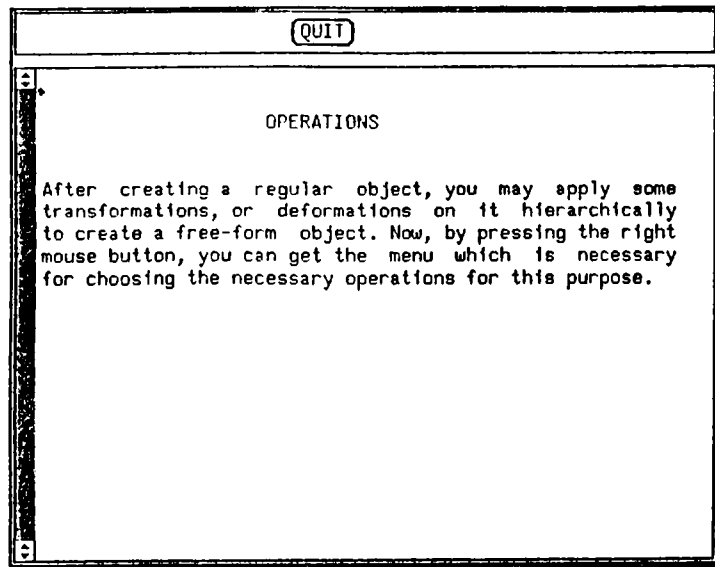 QUIT
OPERATIONS
After creating a regular object, you may apply some
transformations, or deformations on it hierarchically
to create a free-form object. Now, by pressing the right
mouse button, you can get the menu which is necessary
for choosing the necessary operations for this purpose.